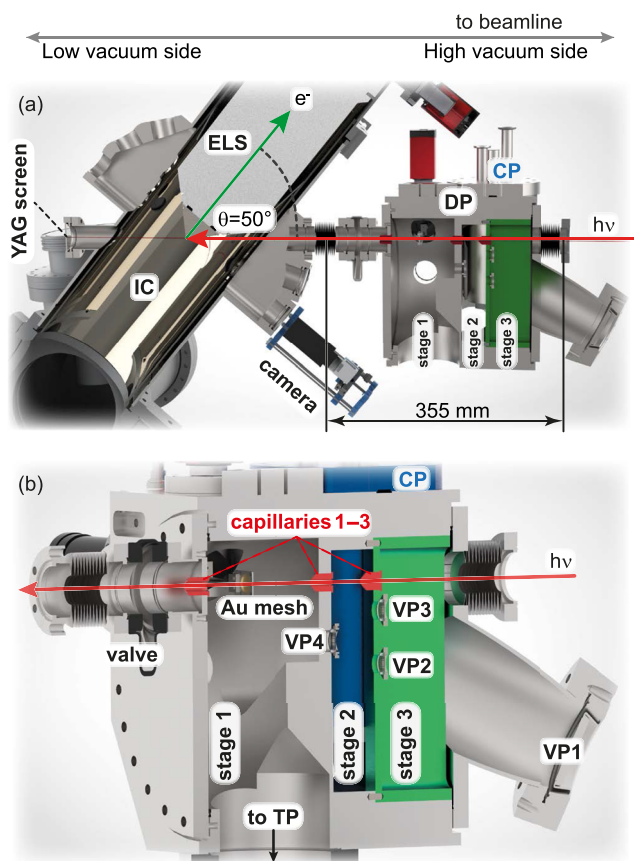 to beamline
Low vacuum side
High vacuum side
(a)
e-
ELS
CP
DP
YAG screen
θ=50°
hν
IC
stage 1
stage 2
stage 3
camera
355 mm
(b)
CP
capillaries 1–3
hν
Au mesh
VP3
VP4
valve
VP2
stage 1
stage 2
stage 3
VP1
to TP